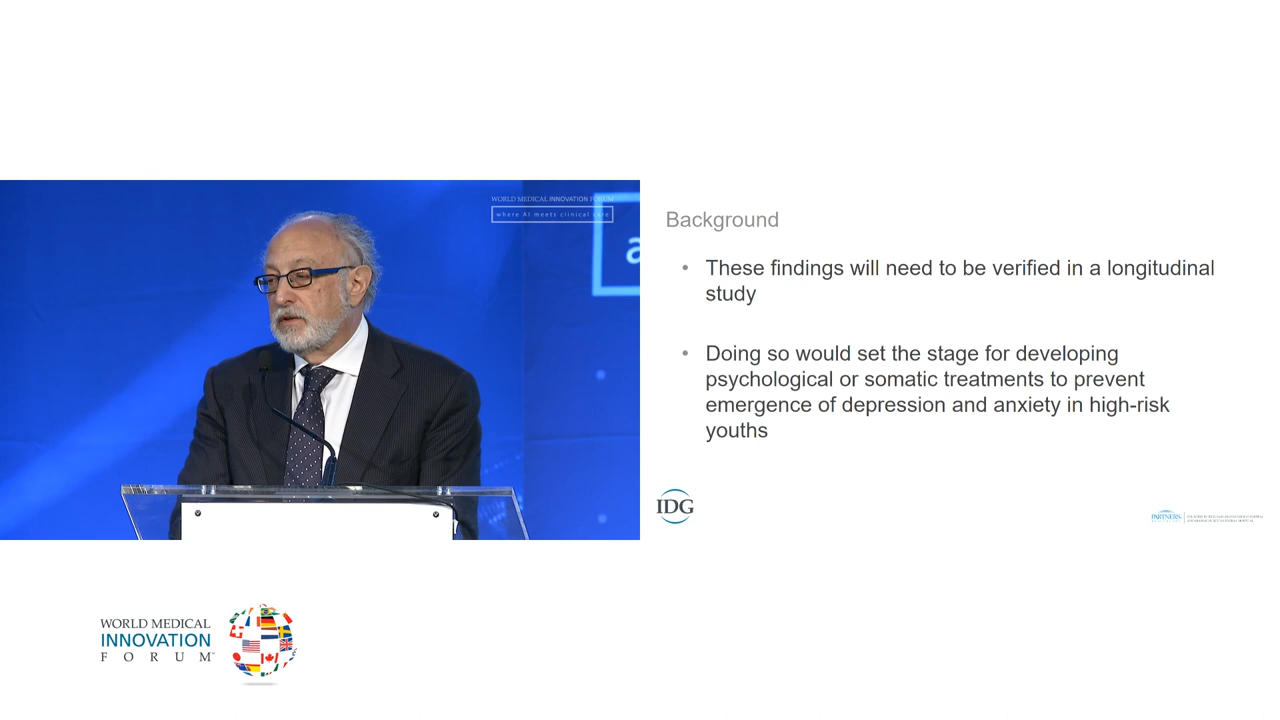 WORLD MEDICAL INNOVATION FORUM
where AI meets clinical care
a
Background
• These findings will need to be verified in a longitudinal
study
• Doing so would set the stage for developing
psychological or somatic treatments to prevent
emergence of depression and anxiety in high-risk
youths
IDG
PARTNERS
WORLD MEDICAL
INNOVATION
FORUM